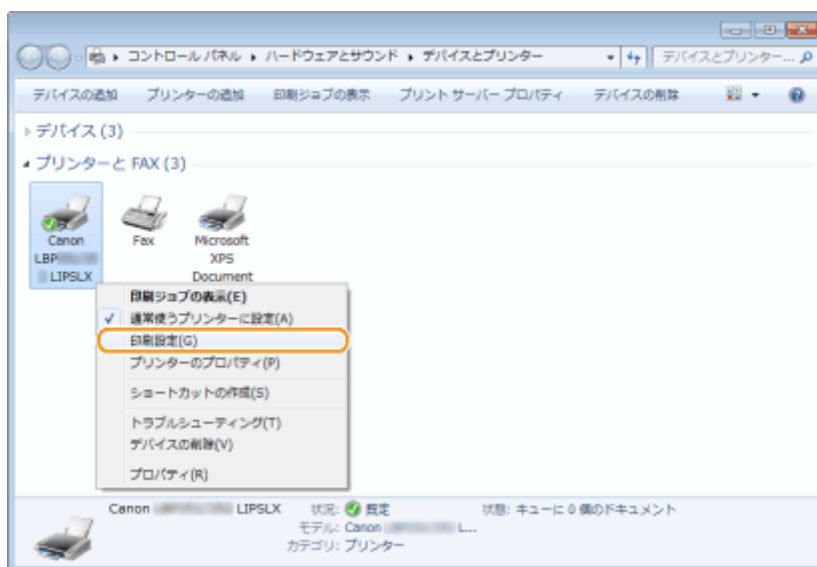 コントロール パネル ハードウェアとサウンド デバイスとプリンター デバイスとプリンター...
デバイスの追加 プリンターの追加 印刷ジョブの表示 プリント サーバー プロパティ デバイスの削除
デバイス (3)
プリンターと FAX (3)
Canon
LBP
LIPSLX
Fax
Microsoft
XPS
Document
印刷ジョブの表示(E)
通常使うプリンターに設定(A)
印刷設定(G)
プリンターのプロパティ(P)
ショートカットの作成(S)
トラブルシューティング(T)
デバイスの削除(V)
プロパティ(R)
Canon LIPSLX 状況: 既定 状態: キューに 0 個のドキュメント
モデル: Canon L...
カテゴリ: プリンター